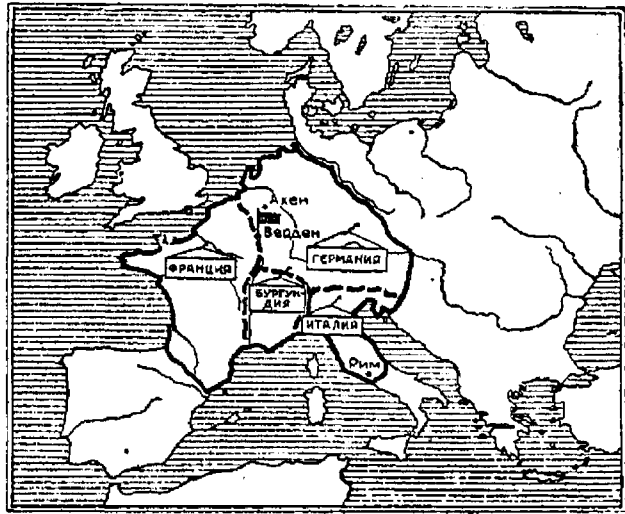 Ахен
Верден
ФРАНЦИЯ
ГЕРМАНИЯ
БУРГУН-
ДИЯ
ИТАЛИЯ
Рим